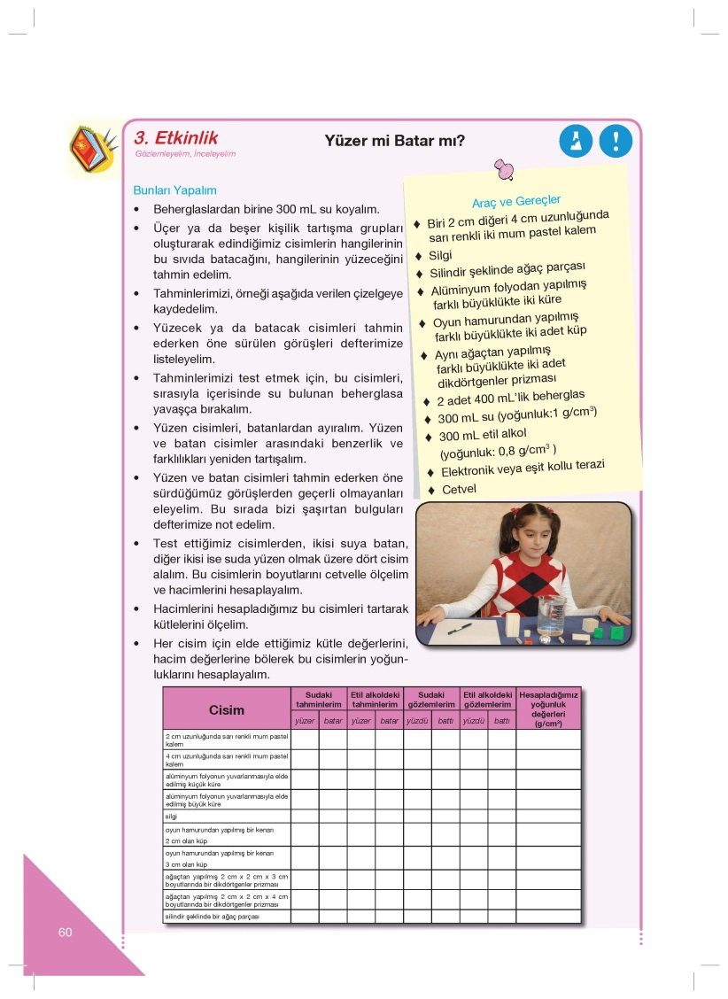 3. Etkinlik
Gözlemleyelim, İnceleyelim
Yüzer mi Batar mı?
Bunları Yapalım
• Beherglaslardan birine 300 mL su koyalım.
• Üçer ya da beşer kişilik tartışma grupları
oluşturarak edindiğimiz cisimlerin hangilerinin
bu sıvıda batacağını, hangilerinin yüzeceğini
tahmin edelim.
• Tahminlerimizi, örneği aşağıda verilen çizelgeye
kaydedelim.
• Yüzecek ya da batacak cisimleri tahmin
ederken öne sürülen görüşleri defterimize
listeleyelim.
• Tahminlerimizi test etmek için, bu cisimleri,
sırasıyla içerisinde su bulunan beherglasa
yavaşça bırakalım.
• Yüzen cisimleri, batanlardan ayıralım. Yüzen
ve batan cisimler arasındaki benzerlik ve
farklılıkları yeniden tartışalım.
• Yüzen ve batan cisimleri tahmin ederken öne
sürdüğümüz görüşlerden geçerli olmayanları
eleyelim. Bu sırada bizi şaşırtan bulguları
defterimize not edelim.
• Test ettiğimiz cisimlerden, ikisi suya batan,
diğer ikisi ise suda yüzen olmak üzere dört cisim
alalım. Bu cisimlerin boyutlarını cetvelle ölçelim
ve hacimlerini hesaplayalım.
• Hacimlerini hesapladığımız bu cisimleri tartarak
kütlelerini ölçelim.
• Her cisim için elde ettiğimiz kütle değerlerini,
hacim değerlerine bölerek bu cisimlerin yoğun-
luklarını hesaplayalım.
Araç ve Gereçler
♦ Biri 2 cm diğeri 4 cm uzunluğunda
sarı renkli iki mum pastel kalem
♦ Silgi
♦ Silindir şeklinde ağaç parçası
♦ Alüminyum folyodan yapılmış
farklı büyüklükte iki küre
♦ Oyun hamurundan yapılmış
farklı büyüklükte iki adet küp
♦ Aynı ağaçtan yapılmış
farklı büyüklükte iki adet
dikdörtgenler prizması
♦ 2 adet 400 mL'lik beherglas
♦ 300 mL su (yoğunluk:1 g/cm³)
♦ 300 mL etil alkol
(yoğunluk: 0,8 g/cm³ )
♦ Elektronik veya eşit kollu terazi
♦ Cetvel
Cisim
Sudaki tahminlerim
Etil alkoldeki tahminlerim
Sudaki gözlemlerim
Etil alkoldeki gözlemlerim
Hesapladığımız yoğunluk değerleri (g/cm³)
yüzer batar yüzer batar yüzdü battı yüzdü battı
2 cm uzunluğunda sarı renkli mum pastel
kalem
4 cm uzunluğunda sarı renkli mum pastel
kalem
alüminyum folyonun yuvarlanmasıyla elde
edilmiş küçük küre
alüminyum folyonun yuvarlanmasıyla elde
edilmiş büyük küre
silgi
oyun hamurundan yapılmış bir kenarı
2 cm olan küp
oyun hamurundan yapılmış bir kenarı
3 cm olan küp
ağaçtan yapılmış 2 cm x 2 cm x 3 cm
boyutlarında bir dikdörtgenler prizması
ağaçtan yapılmış 2 cm x 2 cm x 4 cm
boyutlarında bir dikdörtgenler prizması
silindir şeklinde bir ağaç parçası
60